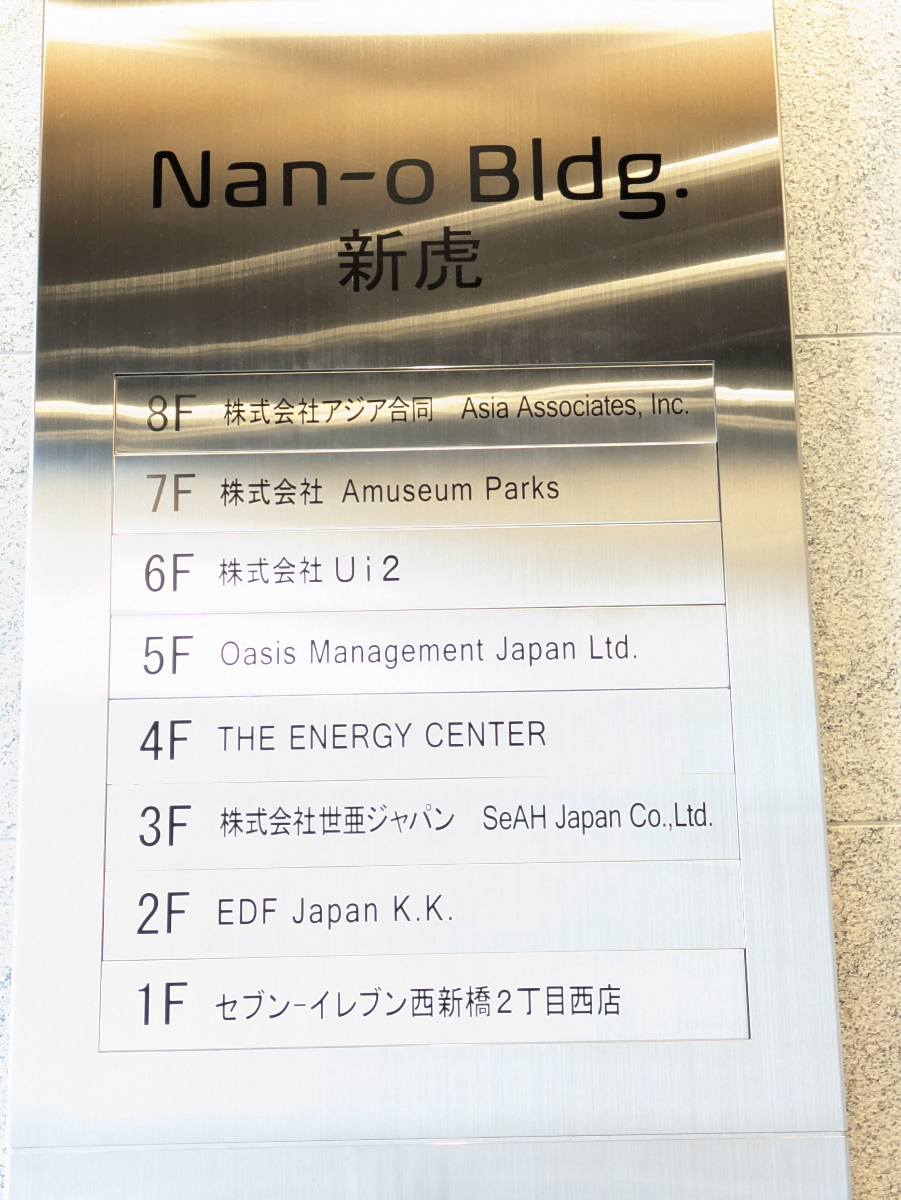 Nan-o Bldg.
新虎
8F 株式会社アジア合同 Asia Associates, Inc.
7F 株式会社 Amuseum Parks
6F 株式会社 Ui2
5F Oasis Management Japan Ltd.
4F THE ENERGY CENTER
3F 株式会社世亜ジャパン SeAH Japan Co.,Ltd.
2F EDF Japan K.K.
1F セブン-イレブン西新橋2丁目西店